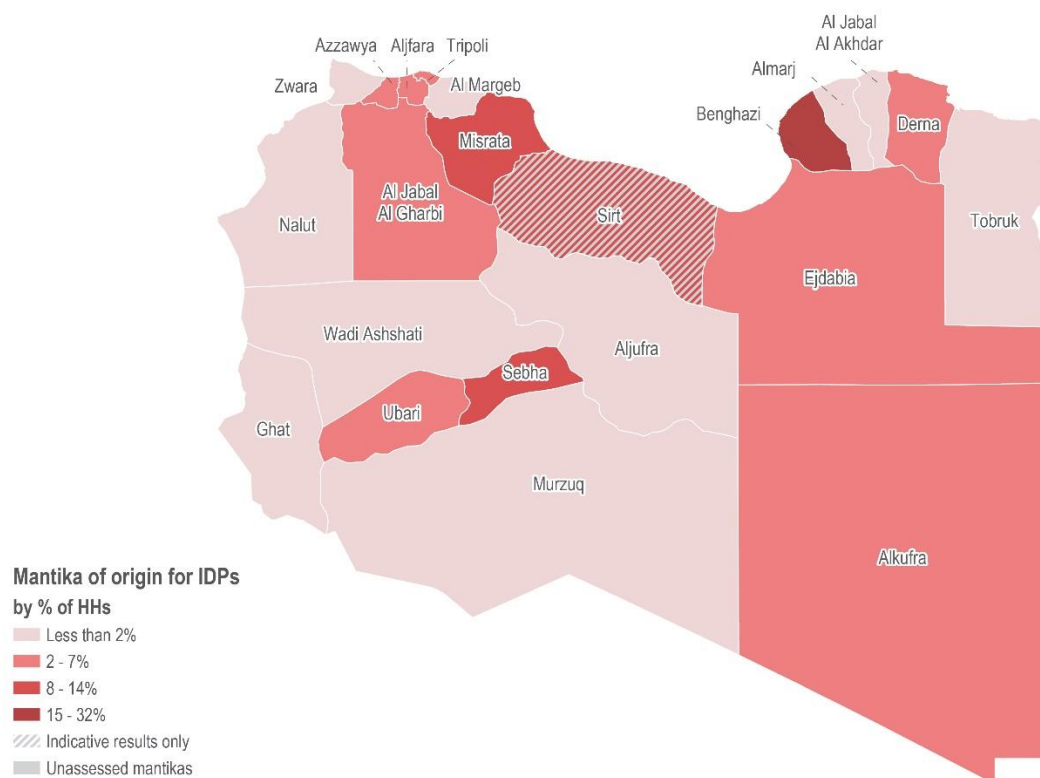 Azzawya
Aljfara
Tripoli
Zwara
Al Margeb
Misrata
Al Jabal
Al Gharbi
Nalut
Sirt
Al Jabal
Al Akhdar
Almarj
Benghazi
Derna
Tobruk
Ejdabia
Wadi Ashshati
Aljufra
Sebha
Ubari
Ghat
Murzuq
Alkufra
Mantika of origin for IDPs
by % of HHs
Less than 2%
2 - 7%
8 - 14%
15 - 32%
Indicative results only
Unassessed mantikas